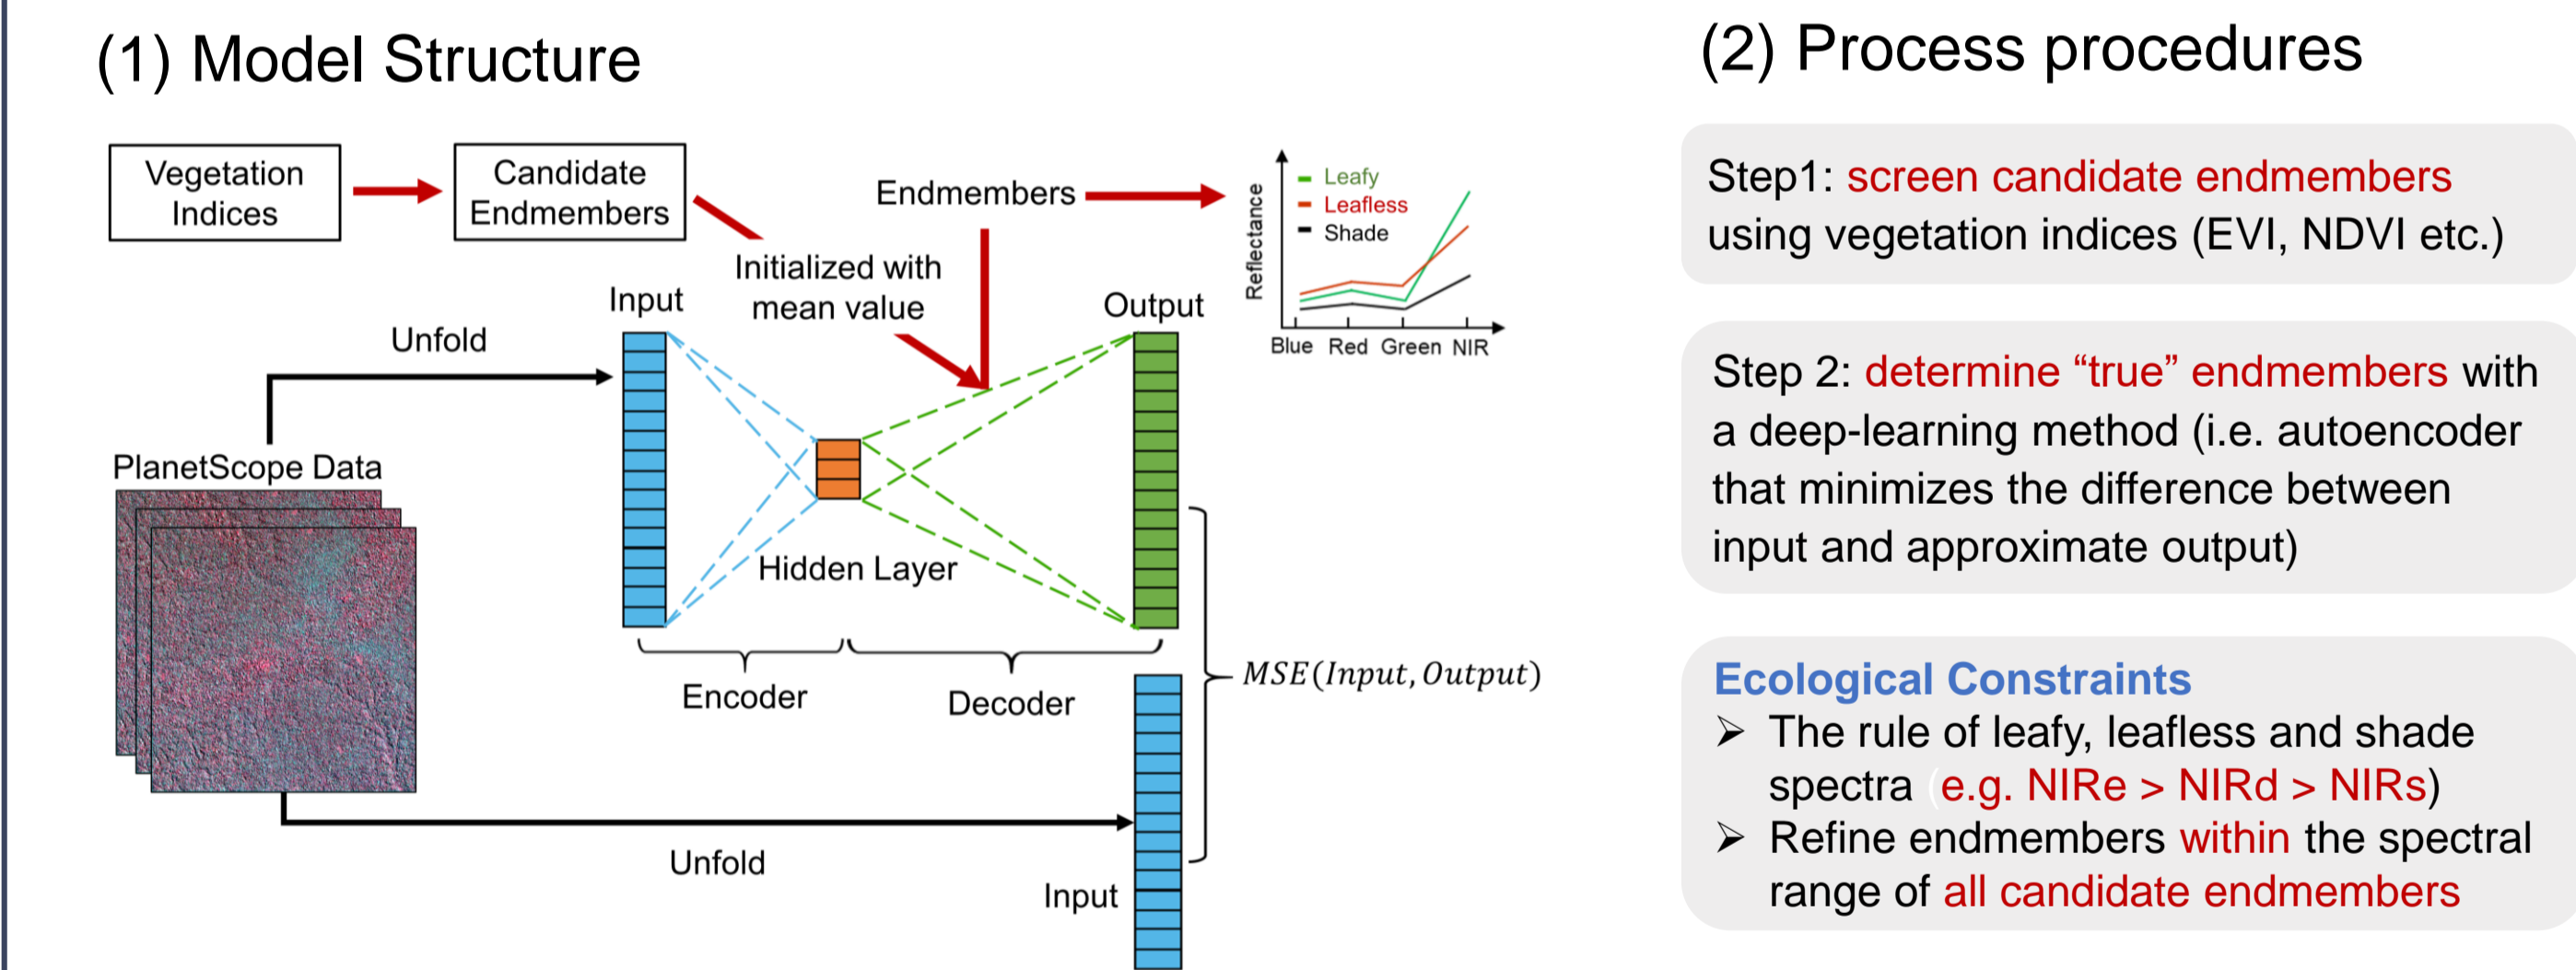 (1) Model Structure
Vegetation
Indices
Candidate
Endmembers
Endmembers
Initialized with
mean value
Input
Output
Unfold
PlanetScope Data
Hidden Layer
Encoder
Decoder
MSE(Input, Output)
Unfold
Input
Reflectance
Leafy
Leafless
Shade
Blue Red Green NIR
(2) Process procedures
Step1: screen candidate endmembers
using vegetation indices (EVI, NDVI etc.)
Step 2: determine “true” endmembers with
a deep-learning method (i.e. autoencoder
that minimizes the difference between
input and approximate output)
Ecological Constraints
➢ The rule of leafy, leafless and shade
spectra (e.g. NIRe > NIRd > NIRs)
➢ Refine endmembers within the spectral
range of all candidate endmembers